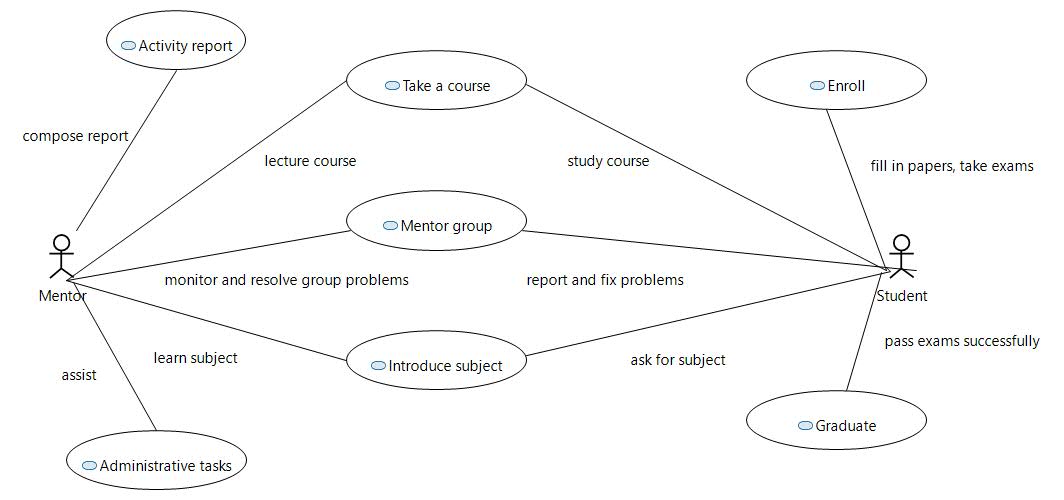 Activity report
Take a course
Enroll
compose report
lecture course
study course
fill in papers, take exams
Mentor group
monitor and resolve group problems
report and fix problems
Mentor
Student
learn subject
Introduce subject
ask for subject
pass exams successfully
assist
Graduate
Administrative tasks